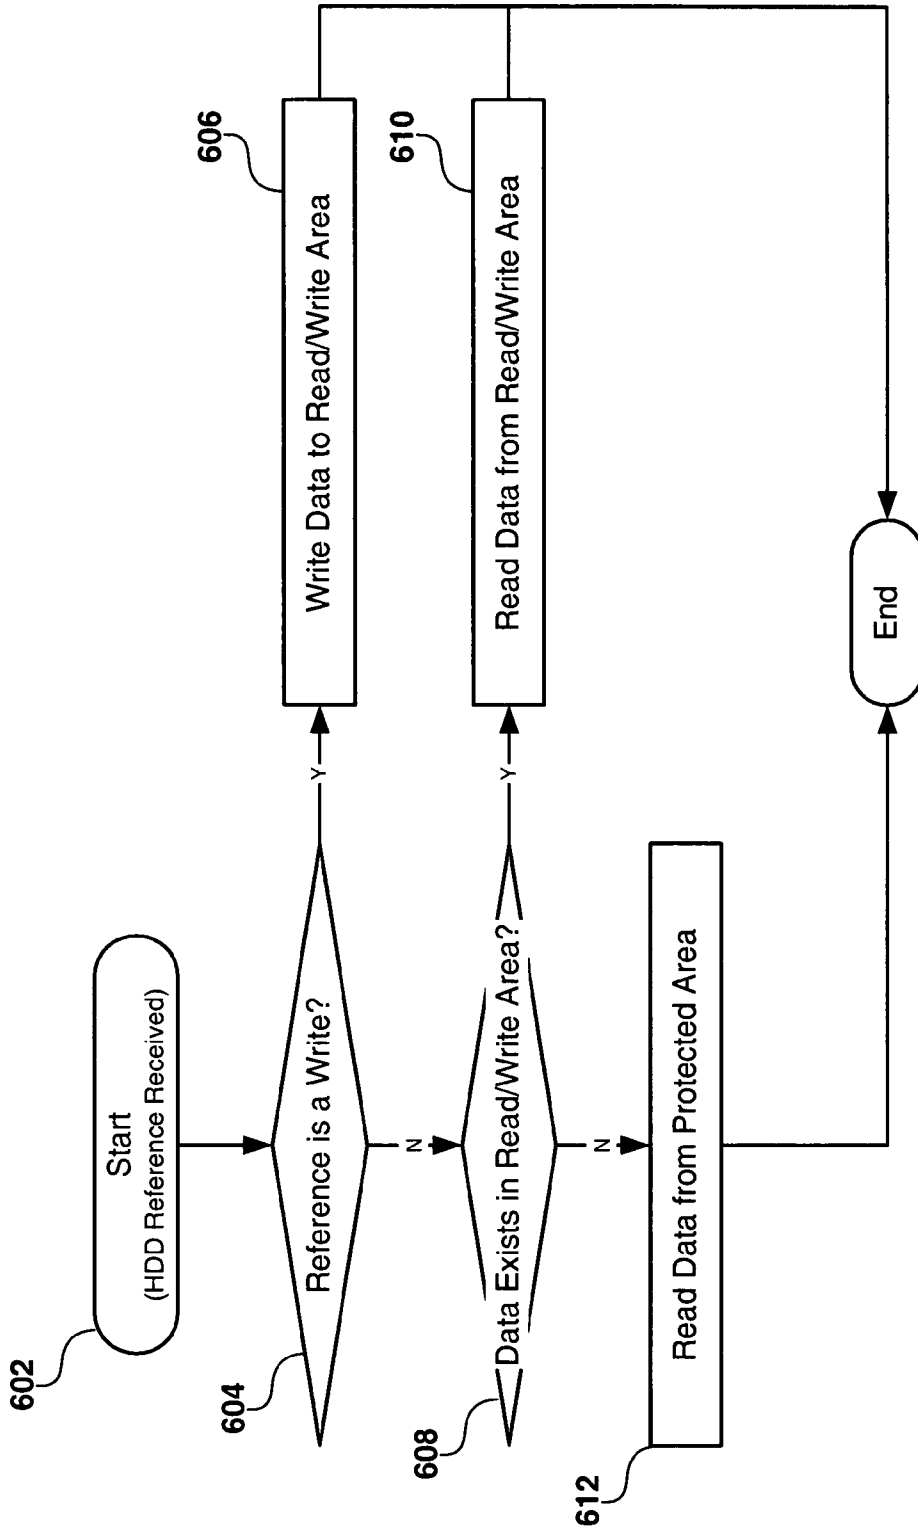 602
Start
(HDD Reference Received)
604
Reference is a Write?
Y
606
Write Data to Read/Write Area
N
608
Data Exists in Read/Write Area?
Y
610
Read Data from Read/Write Area
N
612
Read Data from Protected Area
End